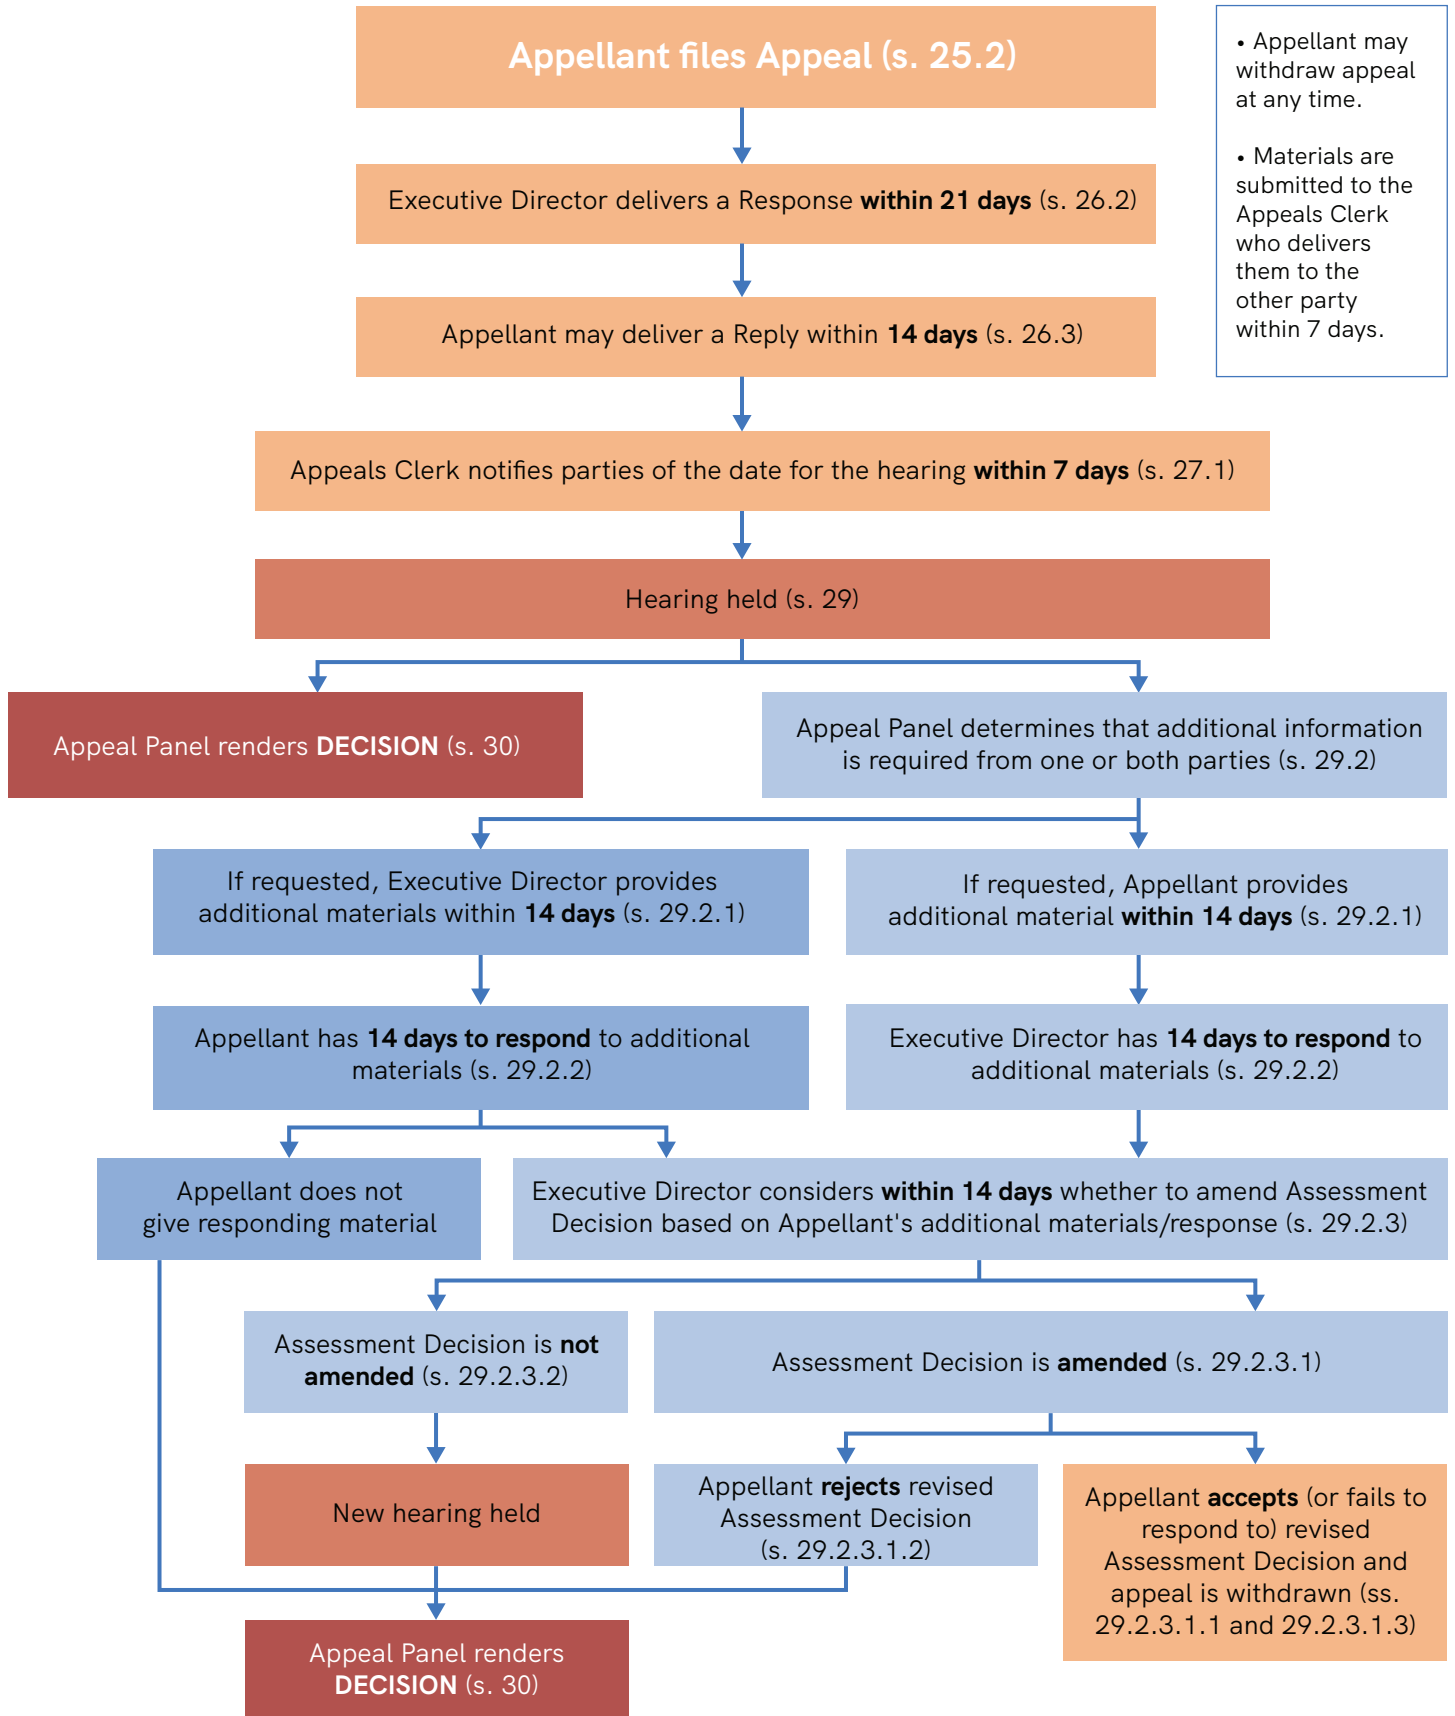 Appellant files Appeal (s. 25.2)
• Appellant may
withdraw appeal
at any time.
• Materials are
submitted to the
Appeals Clerk
who delivers
them to the
other party
within 7 days.
Executive Director delivers a Response within 21 days (s. 26.2)
Appellant may deliver a Reply within 14 days (s. 26.3)
Appeals Clerk notifies parties of the date for the hearing within 7 days (s. 27.1)
Hearing held (s. 29)
Appeal Panel renders DECISION (s. 30)
Appeal Panel determines that additional information
is required from one or both parties (s. 29.2)
If requested, Executive Director provides
additional materials within 14 days (s. 29.2.1)
If requested, Appellant provides
additional material within 14 days (s. 29.2.1)
Appellant has 14 days to respond to additional
materials (s. 29.2.2)
Executive Director has 14 days to respond to
additional materials (s. 29.2.2)
Appellant does not
give responding material
Executive Director considers within 14 days whether to amend Assessment
Decision based on Appellant's additional materials/response (s. 29.2.3)
Assessment Decision is not
amended (s. 29.2.3.2)
Assessment Decision is amended (s. 29.2.3.1)
New hearing held
Appellant rejects revised
Assessment Decision
(s. 29.2.3.1.2)
Appellant accepts (or fails to
respond to) revised
Assessment Decision and
appeal is withdrawn (ss.
29.2.3.1.1 and 29.2.3.1.3)
Appeal Panel renders
DECISION (s. 30)